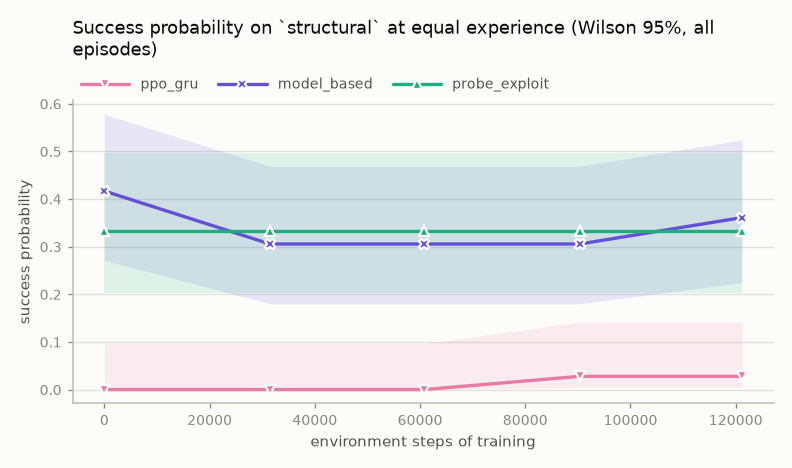 Success probability on `structural` at equal experience (Wilson 95%, all
episodes)
ppo_gru model_based probe_exploit
0.6
0.5
0.4
0.3
0.2
0.1
0.0
success probability
0 20000 40000 60000 80000 100000 120000
environment steps of training